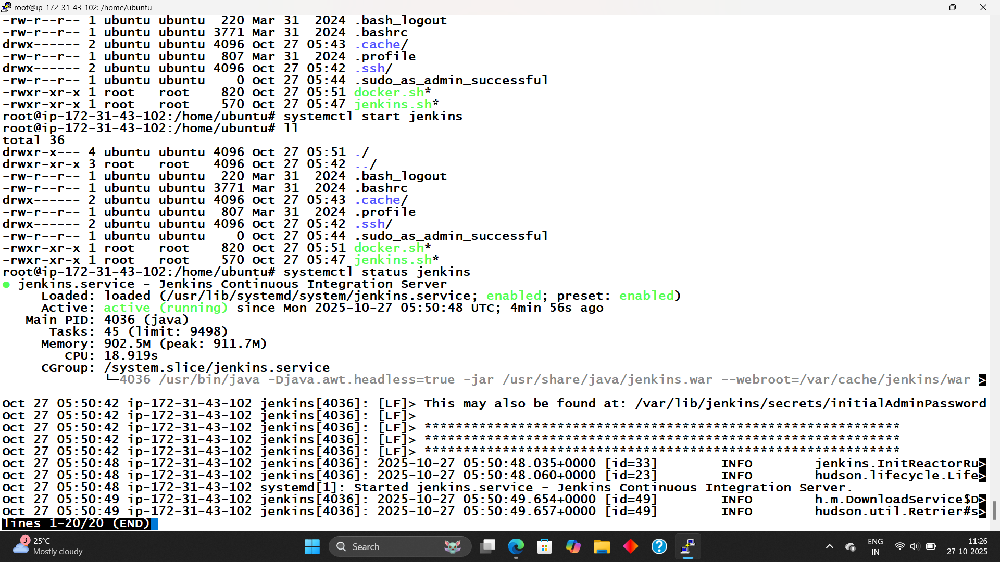 root@ip-172-31-43-102: /home/ubuntu
-rw-r--r-- 1 ubuntu ubuntu  220 Mar 31  2024 .bash_logout
-rw-r--r-- 1 ubuntu ubuntu 3771 Mar 31  2024 .bashrc
drwx------ 2 ubuntu ubuntu 4096 Oct 27 05:43 .cache/
-rw-r--r-- 1 ubuntu ubuntu  807 Mar 31  2024 .profile
drwx------ 2 ubuntu ubuntu 4096 Oct 27 05:42 .ssh/
-rw-r--r-- 1 ubuntu ubuntu    0 Oct 27 05:44 .sudo_as_admin_successful
-rwxr-xr-x 1 root   root    820 Oct 27 05:51 docker.sh*
-rwxr-xr-x 1 root   root    570 Oct 27 05:47 jenkins.sh*
root@ip-172-31-43-102:/home/ubuntu# systemctl start jenkins
root@ip-172-31-43-102:/home/ubuntu# ll
total 36
drwxr-x--- 4 ubuntu ubuntu 4096 Oct 27 05:51 ./
drwxr-xr-x 3 root   root   4096 Oct 27 05:42 ../
-rw-r--r-- 1 ubuntu ubuntu  220 Mar 31  2024 .bash_logout
-rw-r--r-- 1 ubuntu ubuntu 3771 Mar 31  2024 .bashrc
drwx------ 2 ubuntu ubuntu 4096 Oct 27 05:43 .cache/
-rw-r--r-- 1 ubuntu ubuntu  807 Mar 31  2024 .profile
drwx------ 2 ubuntu ubuntu 4096 Oct 27 05:42 .ssh/
-rw-r--r-- 1 ubuntu ubuntu    0 Oct 27 05:44 .sudo_as_admin_successful
-rwxr-xr-x 1 root   root    820 Oct 27 05:51 docker.sh*
-rwxr-xr-x 1 root   root    570 Oct 27 05:47 jenkins.sh*
root@ip-172-31-43-102:/home/ubuntu# systemctl status jenkins
● jenkins.service - Jenkins Continuous Integration Server
     Loaded: loaded (/usr/lib/systemd/system/jenkins.service; enabled; preset: enabled)
     Active: active (running) since Mon 2025-10-27 05:50:48 UTC; 4min 56s ago
   Main PID: 4036 (java)
      Tasks: 45 (limit: 9498)
     Memory: 902.5M (peak: 911.7M)
        CPU: 18.919s
     CGroup: /system.slice/jenkins.service
             └─4036 /usr/bin/java -Djava.awt.headless=true -jar /usr/share/java/jenkins.war --webroot=/var/cache/jenkins/war >
Oct 27 05:50:42 ip-172-31-43-102 jenkins[4036]: [LF]> This may also be found at: /var/lib/jenkins/secrets/initialAdminPassword
Oct 27 05:50:42 ip-172-31-43-102 jenkins[4036]: [LF]>
Oct 27 05:50:42 ip-172-31-43-102 jenkins[4036]: [LF]> *************************************************************
Oct 27 05:50:42 ip-172-31-43-102 jenkins[4036]: [LF]> *************************************************************
Oct 27 05:50:42 ip-172-31-43-102 jenkins[4036]: [LF]> *************************************************************
Oct 27 05:50:48 ip-172-31-43-102 jenkins[4036]: 2025-10-27 05:50:48.035+0000 [id=33]        INFO        jenkins.InitReactorRu>
Oct 27 05:50:48 ip-172-31-43-102 jenkins[4036]: 2025-10-27 05:50:48.060+0000 [id=23]        INFO        hudson.lifecycle.Life>
Oct 27 05:50:48 ip-172-31-43-102 systemd[1]: Started jenkins.service - Jenkins Continuous Integration Server.
Oct 27 05:50:49 ip-172-31-43-102 jenkins[4036]: 2025-10-27 05:50:49.654+0000 [id=49]        INFO        h.m.DownloadService$D>
Oct 27 05:50:49 ip-172-31-43-102 jenkins[4036]: 2025-10-27 05:50:49.657+0000 [id=49]        INFO        hudson.util.Retrier#s>
lines 1-20/20 (END)
3
25°C
Mostly cloudy
Search
ENG
IN
11:26
27-10-2025